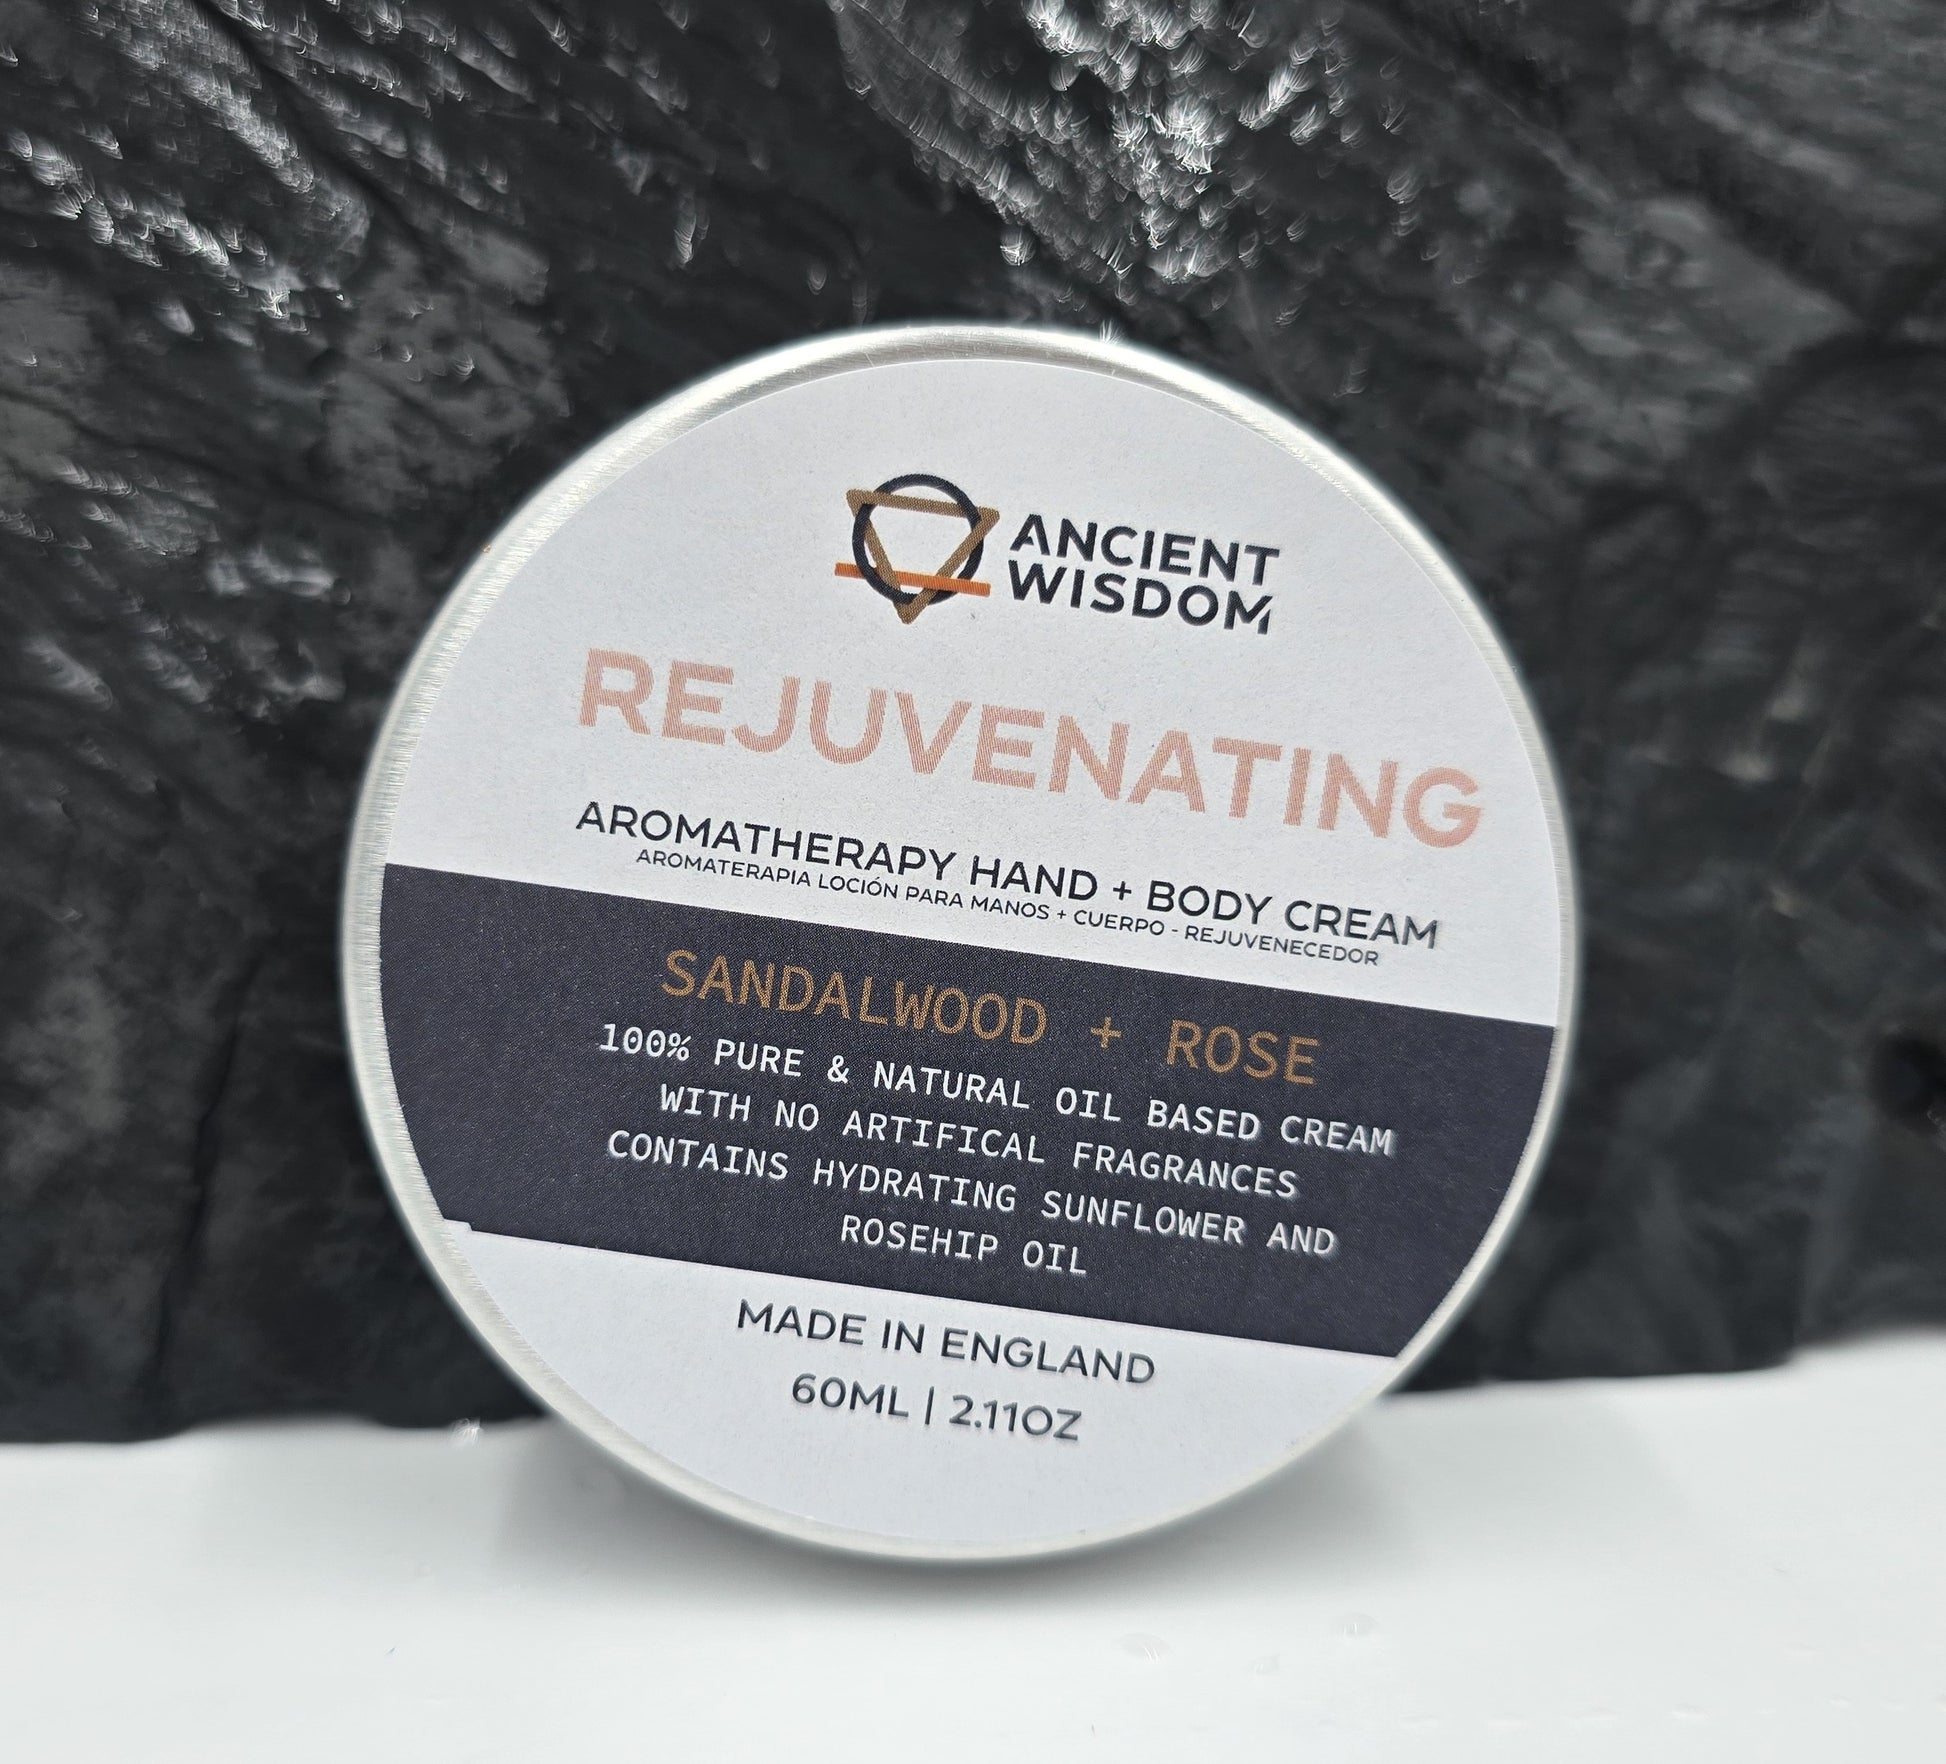 ANCIENT
WISDOM
REJUVENATING
AROMATHERAPY HAND + BODY CREAM
AROMATERAPIA LOCIÓN PARA MANOS + CUERPO - REJUVENECEDOR
SANDALWOOD + ROSE
100% PURE & NATURAL OIL BASED CREAM
WITH NO ARTIFICAL FRAGRANCES
CONTAINS HYDRATING SUNFLOWER AND
ROSEHIP OIL
MADE IN ENGLAND
60ML | 2.11OZ